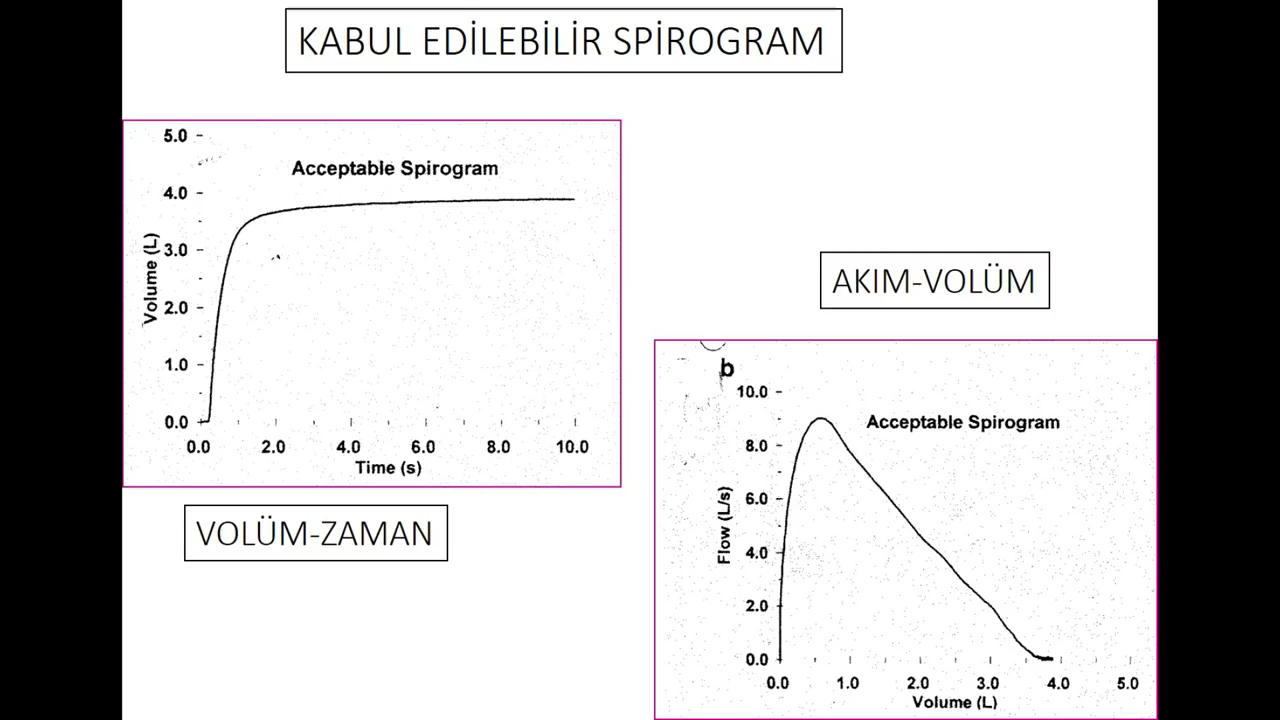 KABUL EDİLEBİLİR SPİROGRAM
5.0
Acceptable Spirogram
4.0
3.0
2.0
1.0
0.0
Volume (L)
0.0 2.0 4.0 6.0 8.0 10.0
Time (s)
VOLÜM-ZAMAN
AKIM-VOLÜM
b
10.0
Acceptable Spirogram
8.0
6.0
4.0
2.0
0.0
Flow (L/s)
0.0 1.0 2.0 3.0 4.0 5.0
Volume (L)